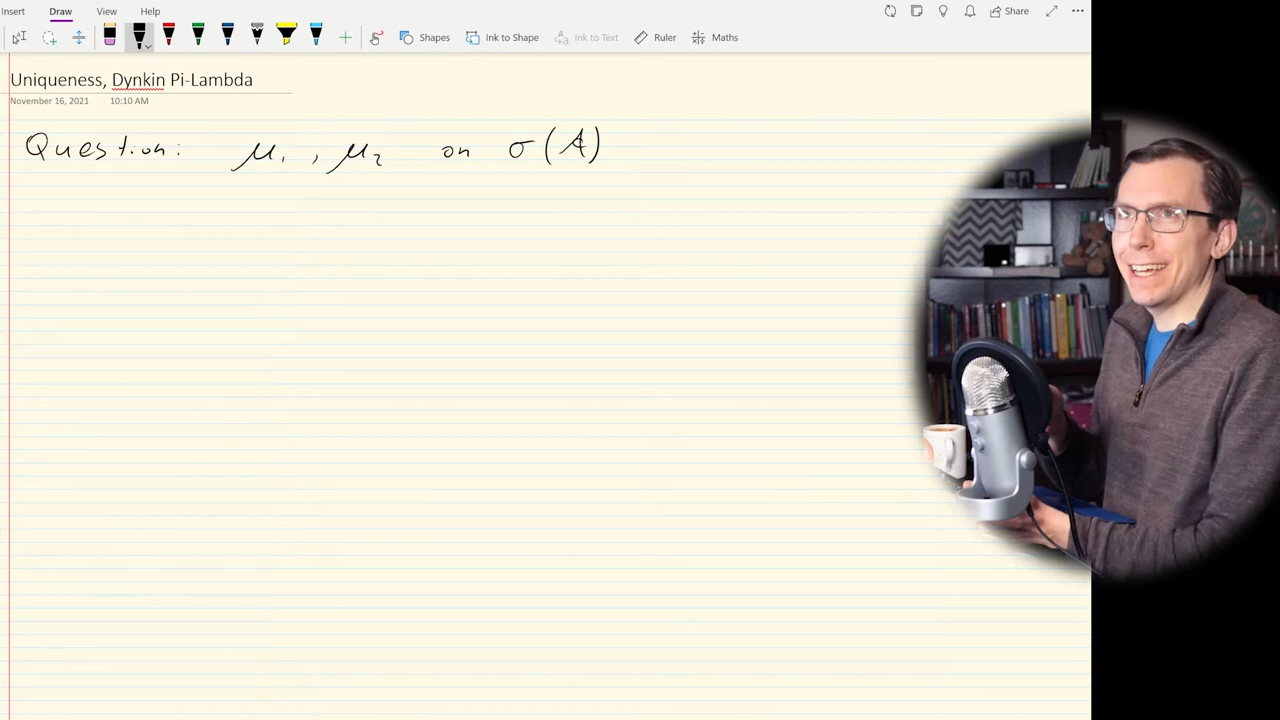 Insert Draw View Help
Share
Shapes Ink to Shape Ink to Text Ruler Maths
Uniqueness, Dynkin Pi-Lambda
November 16, 2021 10:10 AM
Question: μ₁, μ₂ on σ(A)